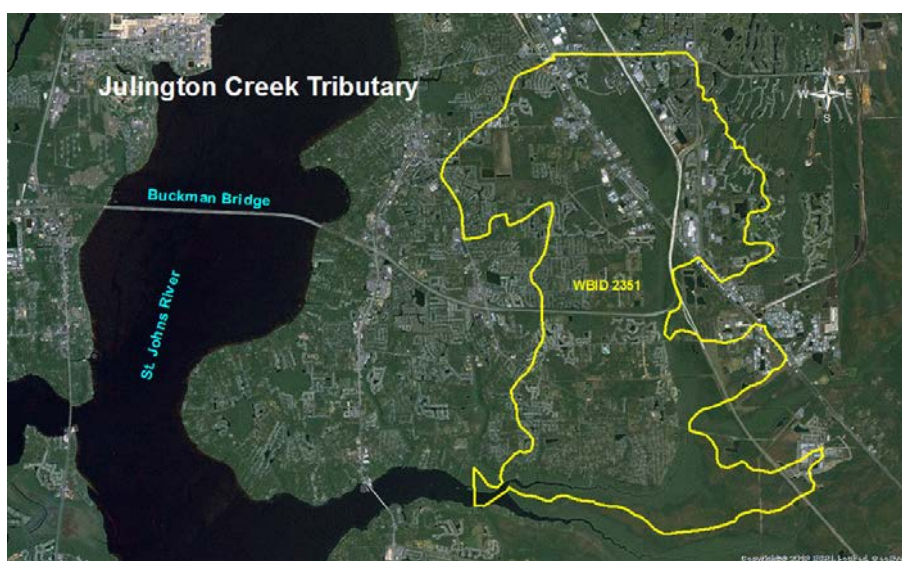 Julington Creek Tributary
N
W E
S
Buckman Bridge
WBID 2351
St. Johns River